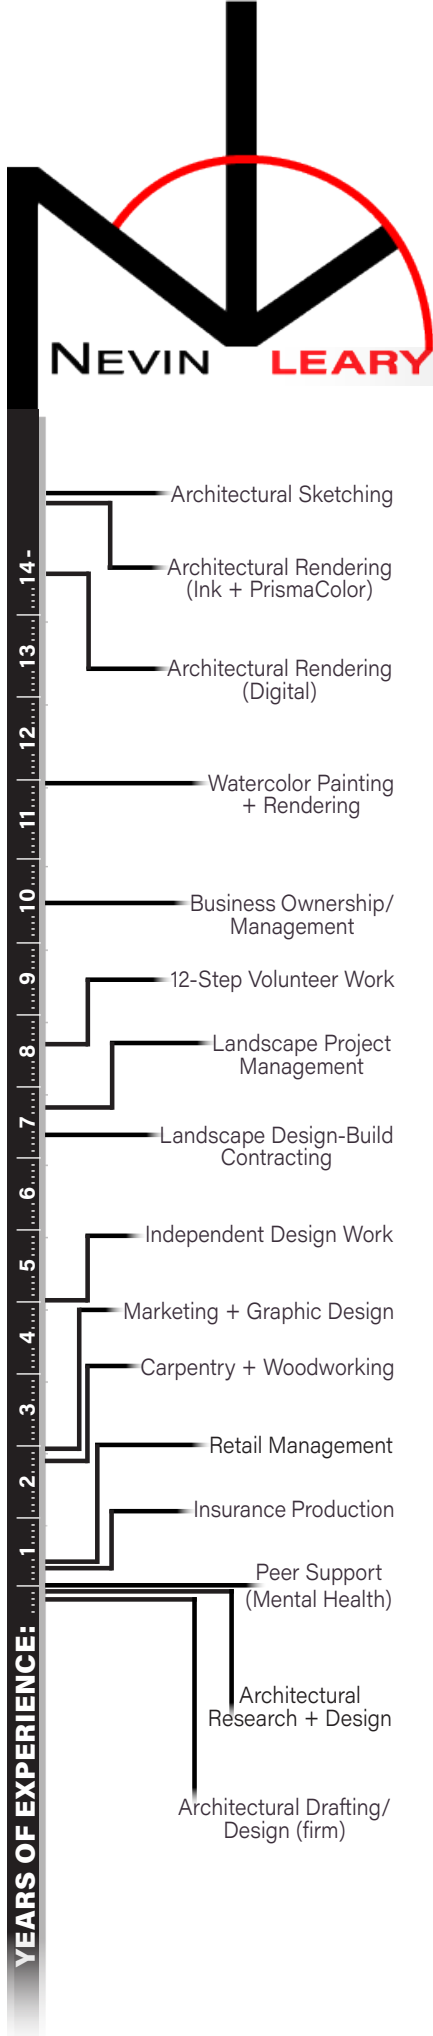 NEVIN LEARY
Architectural Sketching
Architectural Rendering
(Ink + PrismaColor)
Architectural Rendering
(Digital)
Watercolor Painting
+ Rendering
Business Ownership/
Management
12-Step Volunteer Work
Landscape Project
Management
Landscape Design-Build
Contracting
Independent Design Work
Marketing + Graphic Design
Carpentry + Woodworking
Retail Management
Insurance Production
Peer Support
(Mental Health)
Architectural
Research + Design
Architectural Drafting/
Design (firm)
YEARS OF EXPERIENCE: 1 2 3 4 5 6 7 8 9 10 11 12 13 14-